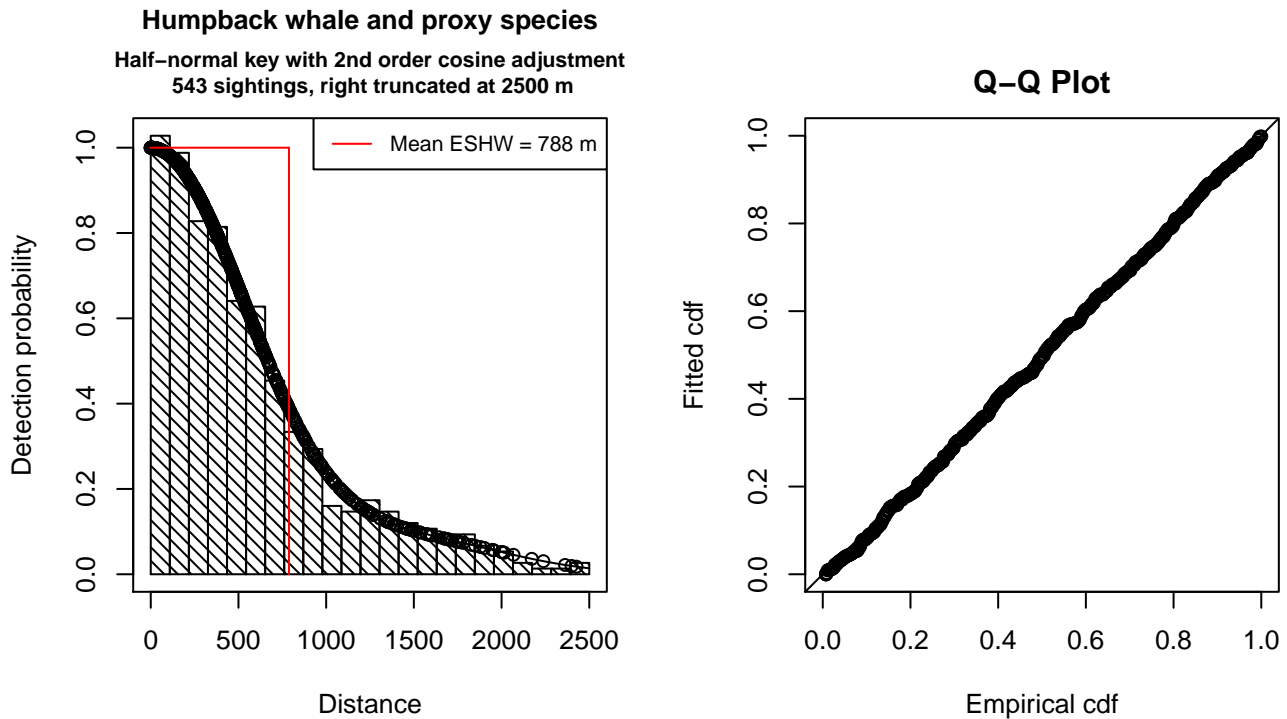 Humpback whale and proxy species
Half−normal key with 2nd order cosine adjustment
543 sightings, right truncated at 2500 m
Mean ESHW = 788 m
Detection probability
0.0 0.2 0.4 0.6 0.8 1.0
0 500 1000 1500 2000 2500
Distance
Q−Q Plot
Fitted cdf
0.0 0.2 0.4 0.6 0.8 1.0
0.0 0.2 0.4 0.6 0.8 1.0
Empirical cdf